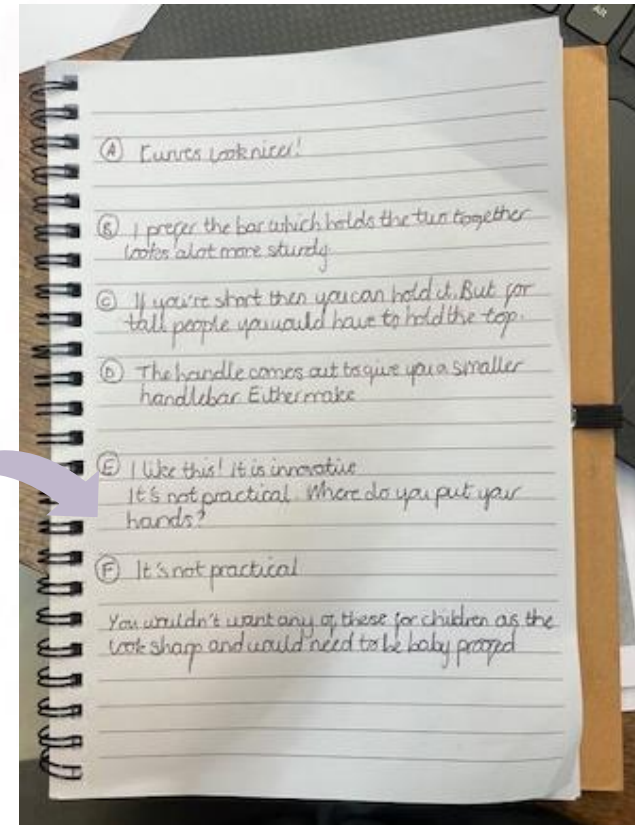 Alt
Ⓐ Curves look nicer!
Ⓑ I prefer the bar which holds the two together
looks alot more sturdy
Ⓒ If you're short then you can hold it. But for
tall people you would have to hold the top.
Ⓓ The handle comes out to give you a smaller
handlebar. Either make
Ⓔ I like this! It is innovative
It's not practical. Where do you put your
hands?
Ⓕ It's not practical
You wouldn't want any of these for children as the
look sharp and would need to be baby proofed